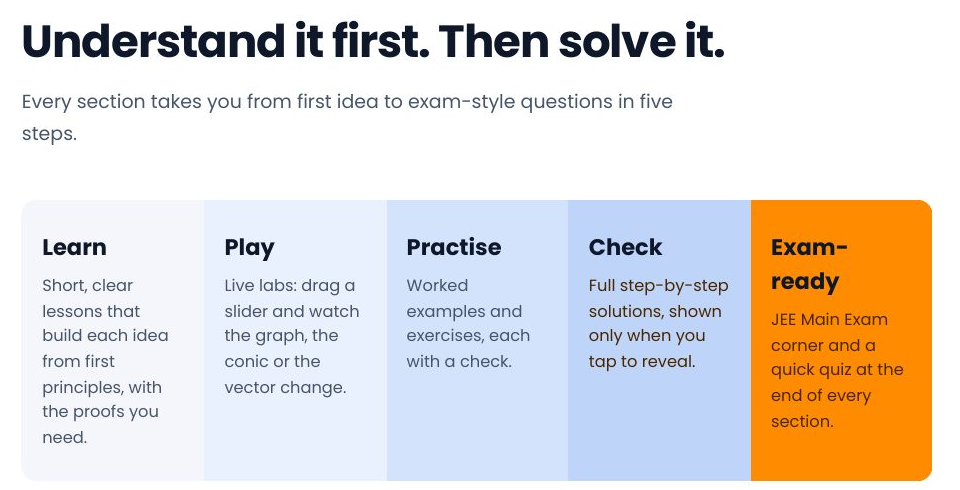 Understand it first. Then solve it.
Every section takes you from first idea to exam-style questions in five
steps.
Learn
Short, clear
lessons that
build each idea
from first
principles, with
the proofs you
need.
Play
Live labs: drag a
slider and watch
the graph, the
conic or the
vector change.
Practise
Worked
examples and
exercises, each
with a check.
Check
Full step-by-step
solutions, shown
only when you
tap to reveal.
Exam-
ready
JEE Main Exam
corner and a
quick quiz at the
end of every
section.